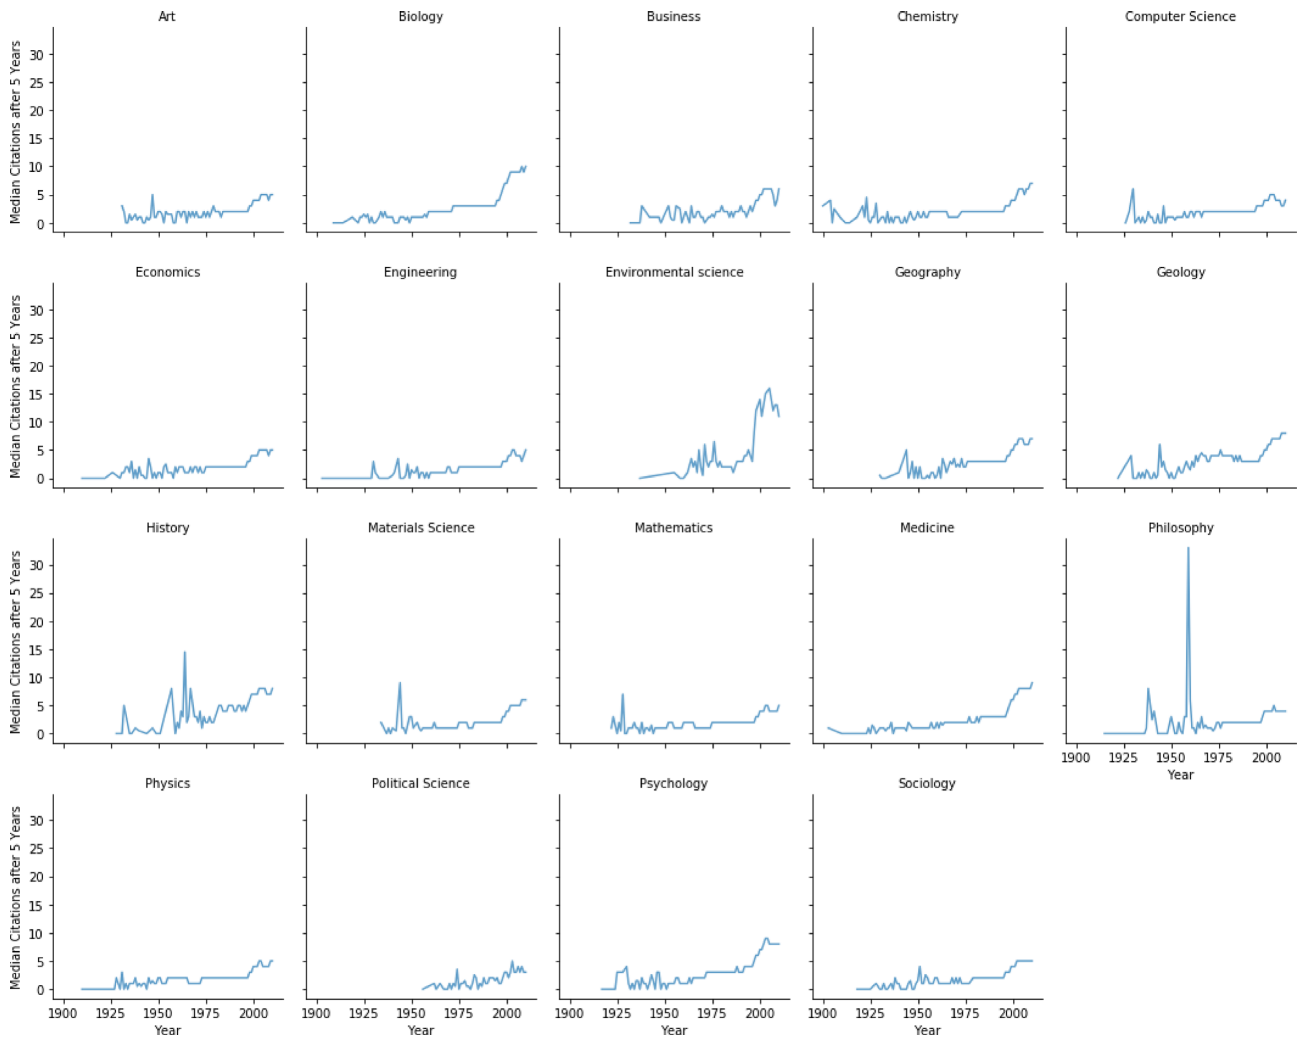 Art Biology Business Chemistry Computer Science
Median Citations after 5 Years
30
25
20
15
10
5
0
Economics Engineering Environmental science Geography Geology
Median Citations after 5 Years
30
25
20
15
10
5
0
History Materials Science Mathematics Medicine Philosophy
Median Citations after 5 Years
30
25
20
15
10
5
0
1900 1925 1950 1975 2000
Year
Physics Political Science Psychology Sociology
Median Citations after 5 Years
30
25
20
15
10
5
0
1900 1925 1950 1975 2000 1900 1925 1950 1975 2000 1900 1925 1950 1975 2000 1900 1925 1950 1975 2000
Year Year Year Year